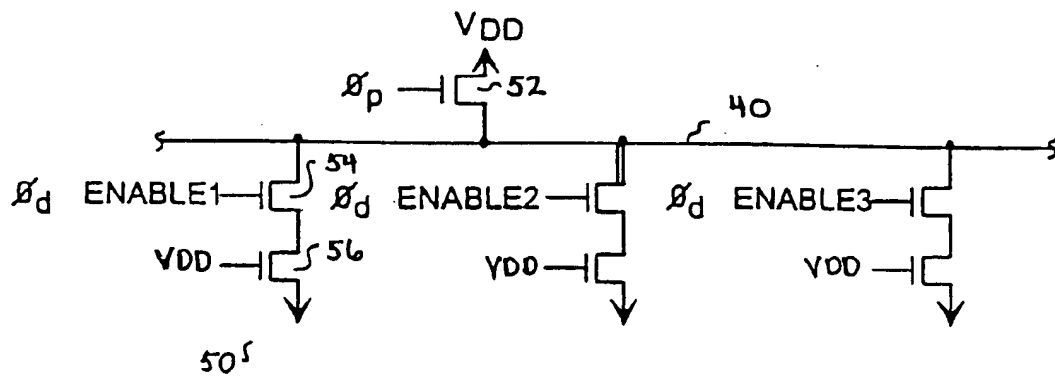 VDD
Øp 52
40
54
Ød ENABLE1 Ød ENABLE2 Ød ENABLE3
VDD 56 VDD VDD
50